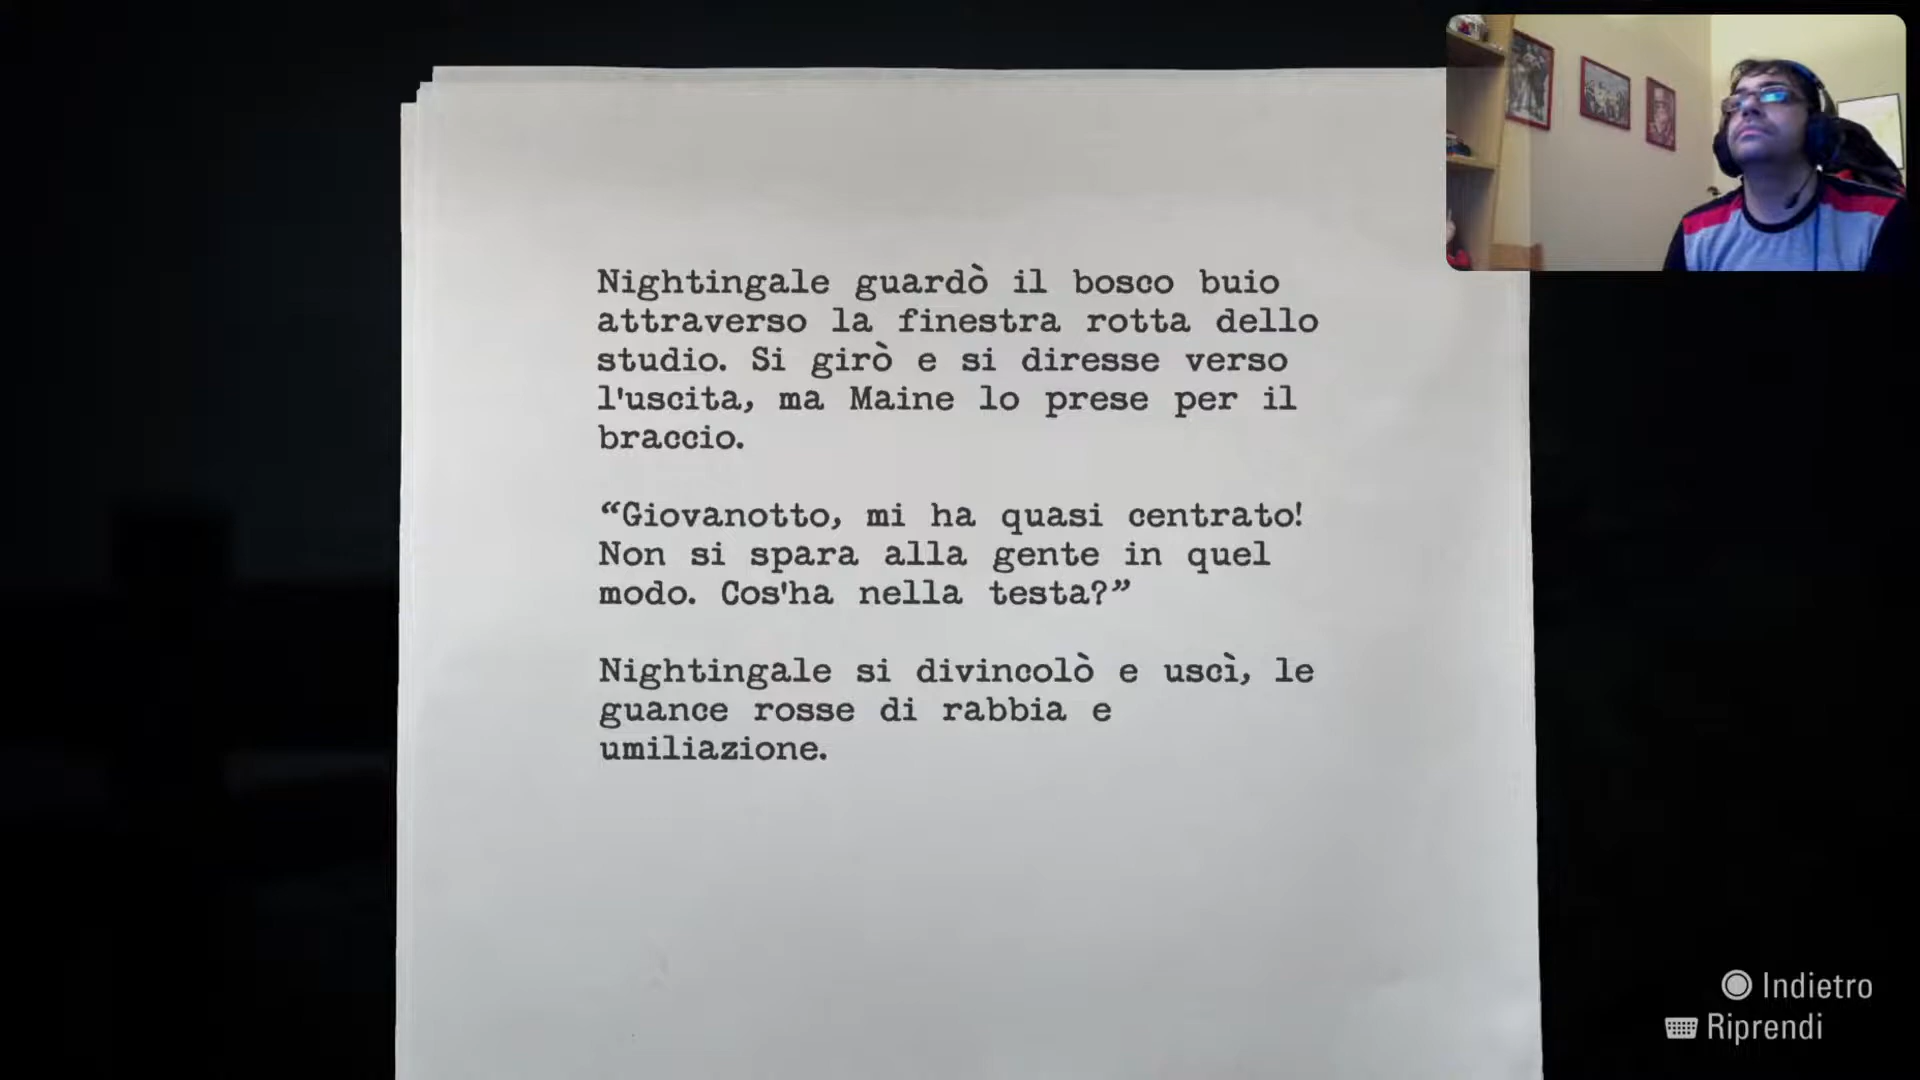 Nightingale guardò il bosco buio
attraverso la finestra rotta dello
studio. Si girò e si diresse verso
l'uscita, ma Maine lo prese per il
braccio.
“Giovanotto, mi ha quasi centrato!
Non si spara alla gente in quel
modo. Cos'ha nella testa?”
Nightingale si divincolò e uscì, le
guance rosse di rabbia e
umiliazione.
Indietro
Riprendi